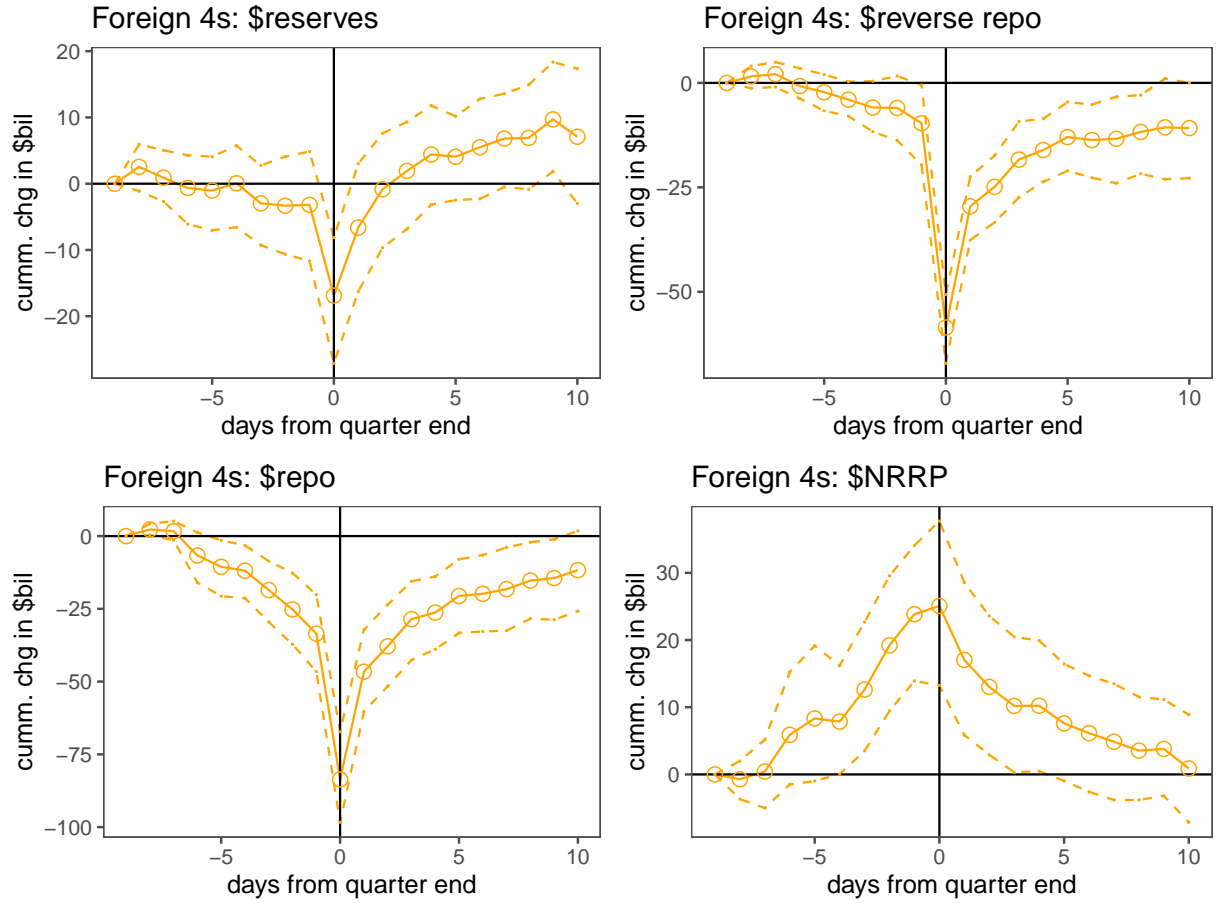 Foreign 4s: $reserves
20
10
0
−10
−20
cumm. chg in $bil
−5
0
5
10
days from quarter end
Foreign 4s: $reverse repo
0
−25
−50
cumm. chg in $bil
−5
0
5
10
days from quarter end
Foreign 4s: $repo
0
−25
−50
−75
−100
cumm. chg in $bil
−5
0
5
10
days from quarter end
Foreign 4s: $NRRP
30
20
10
0
cumm. chg in $bil
−5
0
5
10
days from quarter end